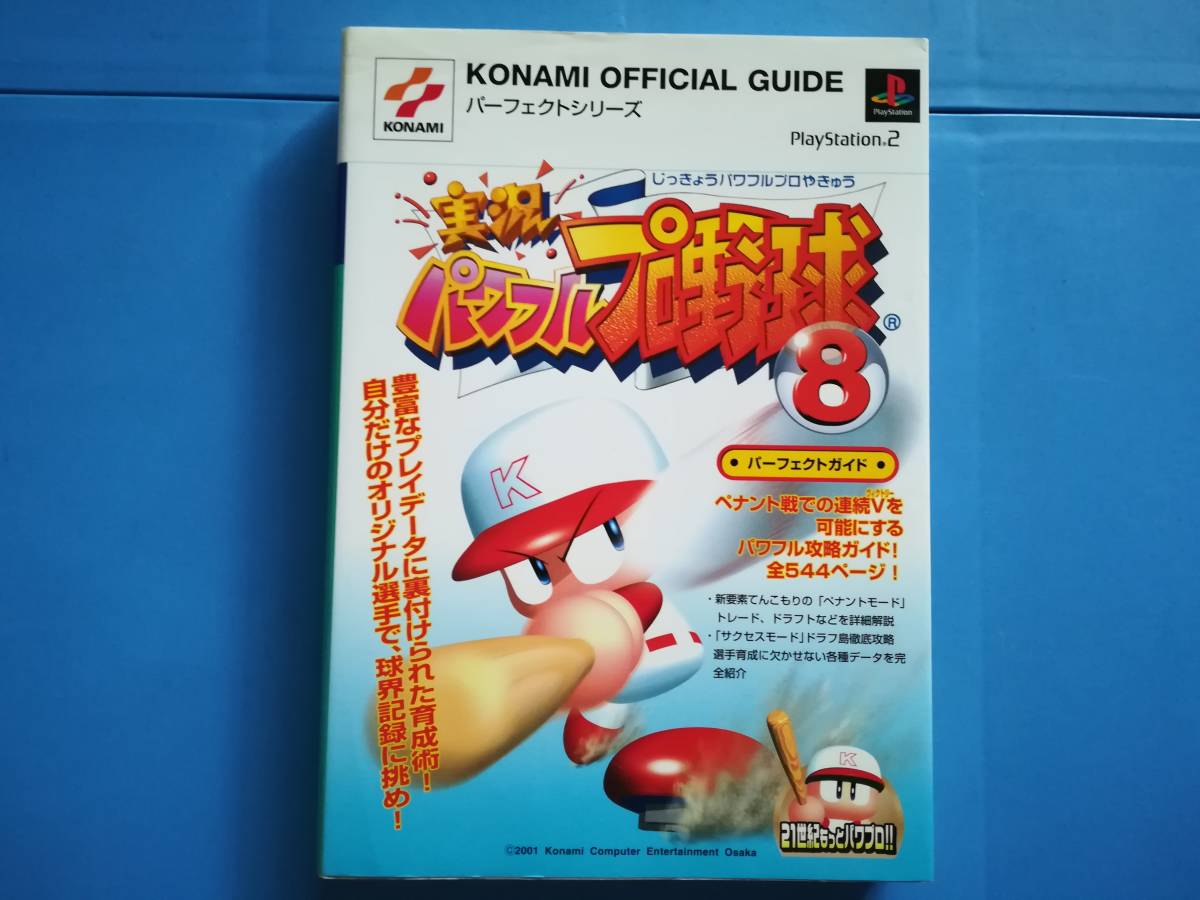 KONAMI OFFICIAL GUIDE
パーフェクトシリーズ
KONAMI
PlayStation
PlayStation®2
じっきょうパワフルプロやきゅう
実況
パワフル
プロ野球®
8
パーフェクトガイド
ビクトリー
ペナント戦での連続Vを
可能にする
パワフル攻略ガイド!
全544ページ!
・新要素てんこもりの「ペナントモード」
トレード、ドラフトなどを詳細解説
・「サクセスモード」ドラフ島徹底攻略
選手育成に欠かせない各種データを完
全紹介
豊富なプレイデータに裏付けられた育成術!
自分だけのオリジナル選手で、球界記録に挑め!
K
K
21世紀もっとパワプロ!!
©2001 Konami Computer Entertainment Osaka